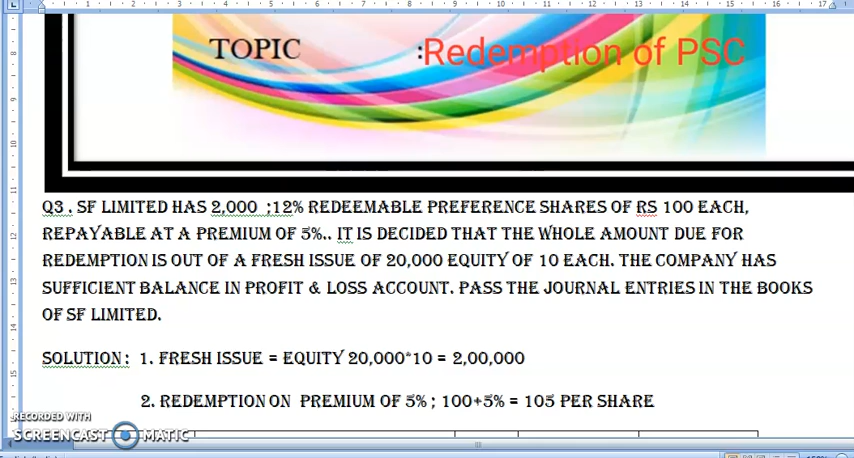 TOPIC :Redemption of PSC
Q3 . SF LIMITED HAS 2,000 ;12% REDEEMABLE PREFERENCE SHARES OF RS 100 EACH,
REPAYABLE AT A PREMIUM OF 5%.. IT IS DECIDED THAT THE WHOLE AMOUNT DUE FOR
REDEMPTION IS OUT OF A FRESH ISSUE OF 20,000 EQUITY OF 10 EACH. THE COMPANY HAS
SUFFICIENT BALANCE IN PROFIT & LOSS ACCOUNT. PASS THE JOURNAL ENTRIES IN THE BOOKS
OF SF LIMITED.
SOLUTION: 1. FRESH ISSUE = EQUITY 20,000*10 = 2,00,000
2. REDEMPTION ON PREMIUM OF 5% ; 100+5% = 105 PER SHARE
RECORDED WITH
SCREENCAST MATIC